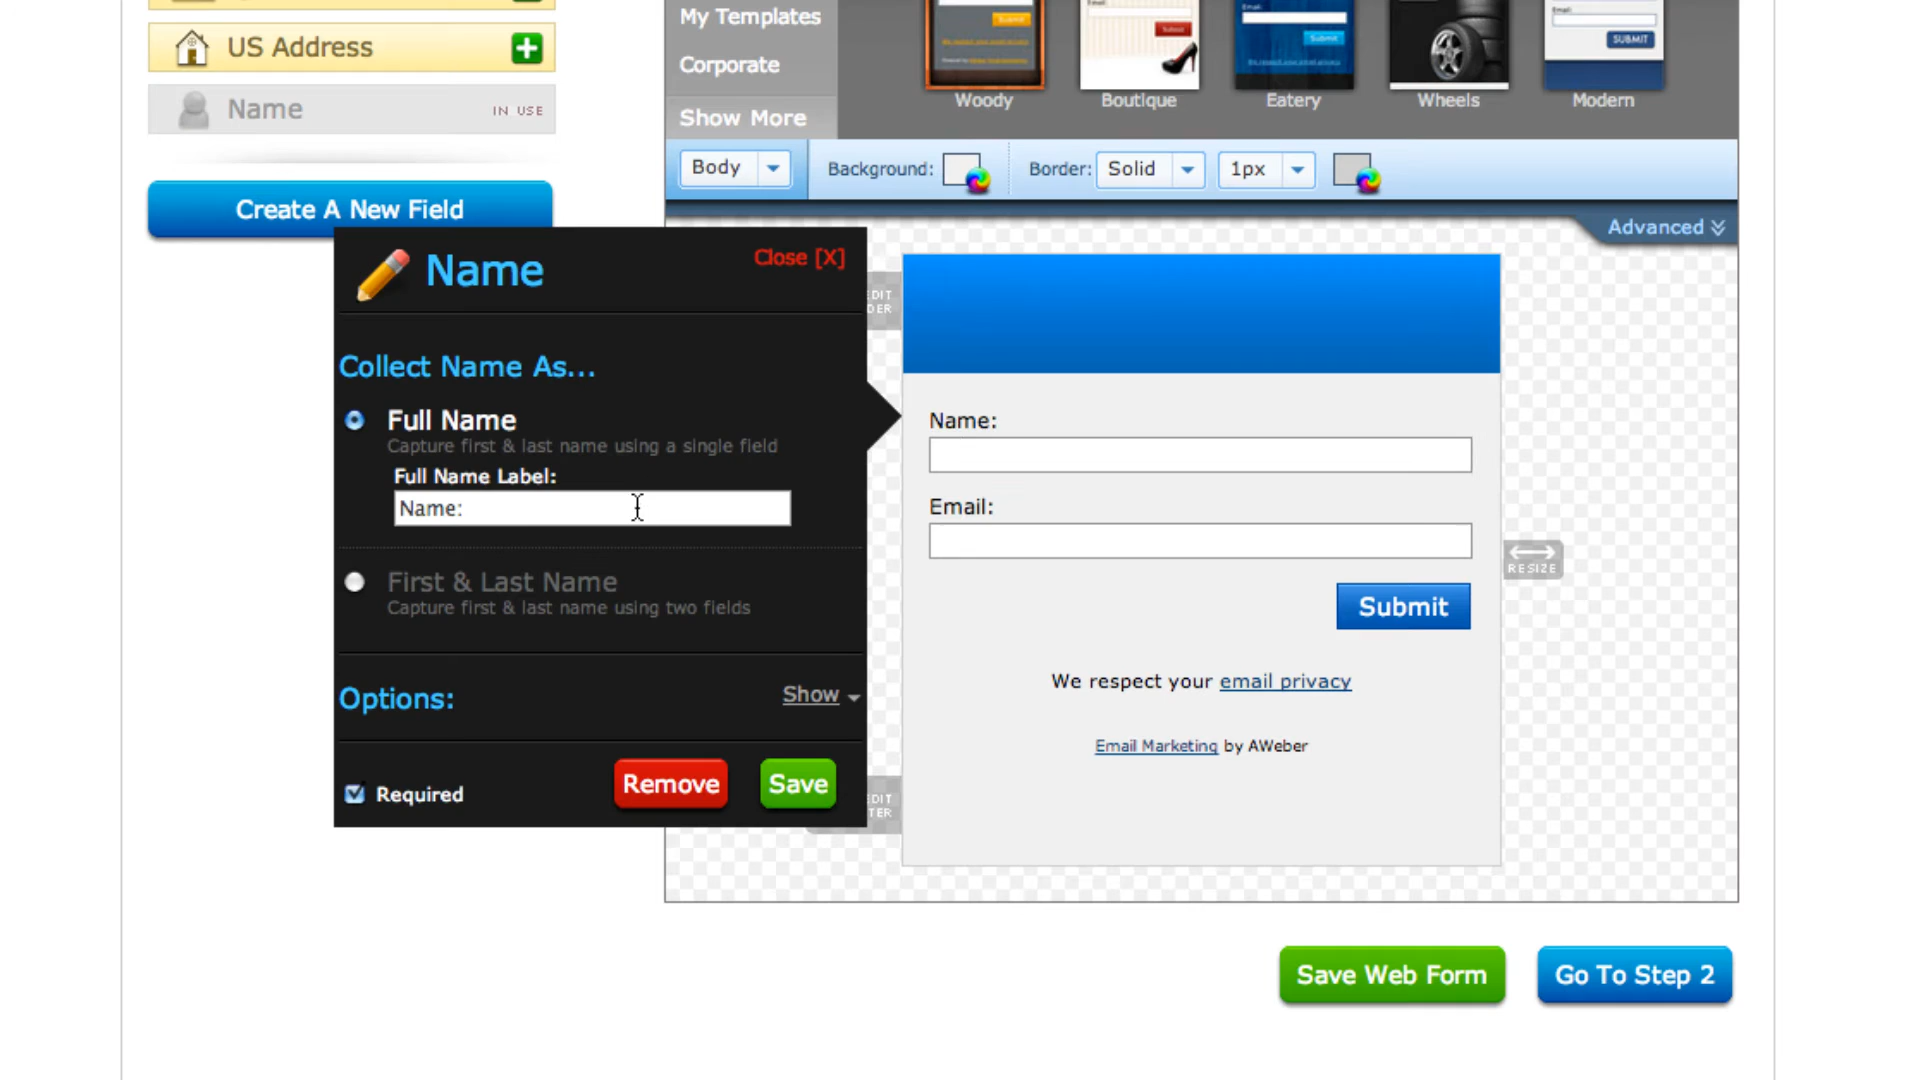 US Address
Name IN USE
Create A New Field
My Templates
Corporate
Show More
Submit
Submit
Submit
SUBMIT
Woody
Boutique
Eatery
Wheels
Modern
Body
Background:
Border:
Solid
1px
Advanced
Name
Close [X]
Collect Name As...
Full Name
Capture first & last name using a single field
Full Name Label:
Name:
First & Last Name
Capture first & last name using two fields
Options:
Show
Required
Remove
Save
Name:
Email:
RESIZE
Submit
We respect your email privacy
Email Marketing by AWeber
Save Web Form
Go To Step 2